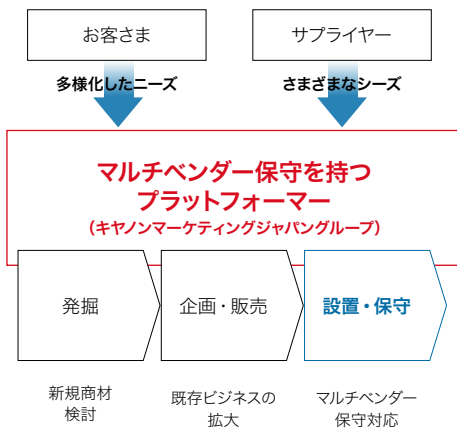 お客さま
サプライヤー
多様化したニーズ
さまざまなシーズ
マルチベンダー保守を持つ
プラットフォーマー
（キヤノンマーケティングジャパングループ）
発掘
企画・販売
設置・保守
新規商材
検討
既存ビジネスの
拡大
マルチベンダー
保守対応